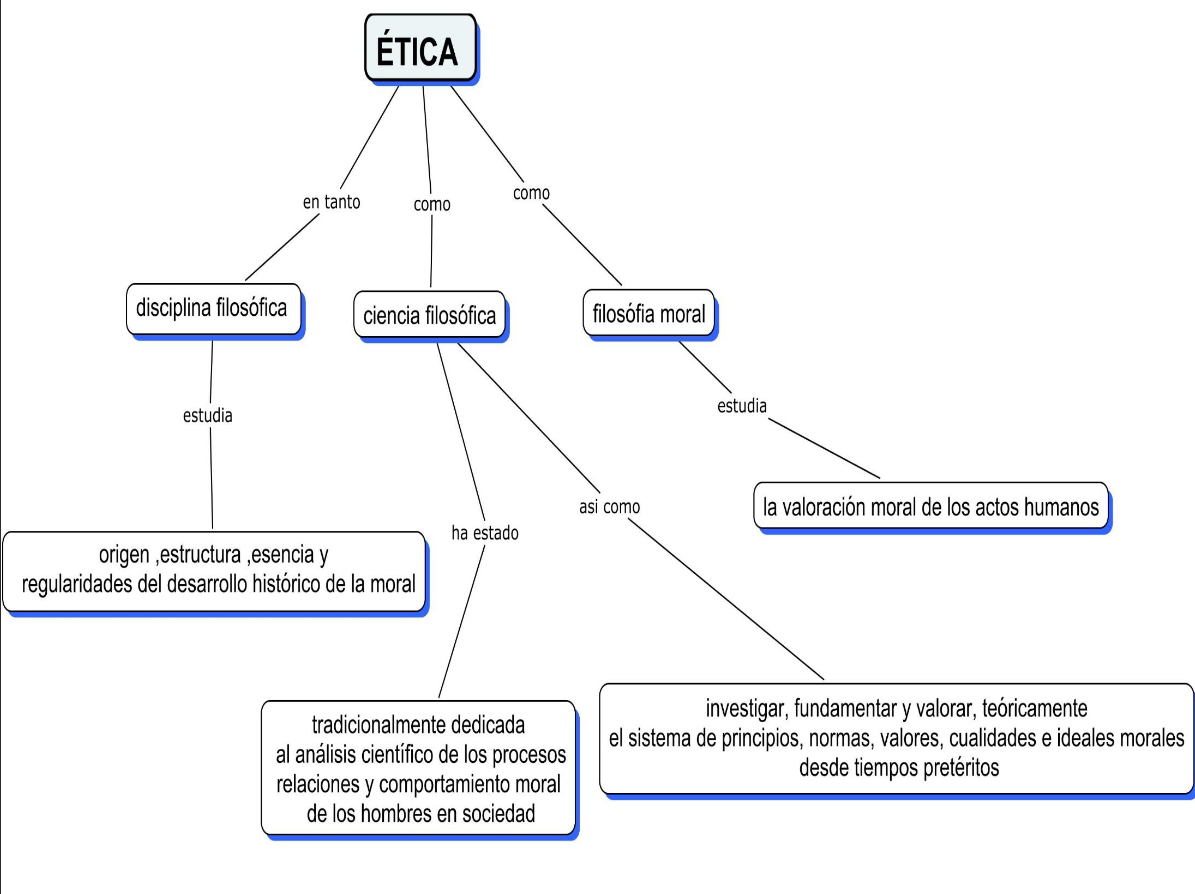 ÉTICA
en tanto
como
como
disciplina filosófica
ciencia filosófica
filosófia moral
estudia
estudia
ha estado
asi como
la valoración moral de los actos humanos
origen ,estructura ,esencia y
regularidades del desarrollo histórico de la moral
tradicionalmente dedicada
al análisis científico de los procesos
relaciones y comportamiento moral
de los hombres en sociedad
investigar, fundamentar y valorar, teóricamente
el sistema de principios, normas, valores, cualidades e ideales morales
desde tiempos pretéritos